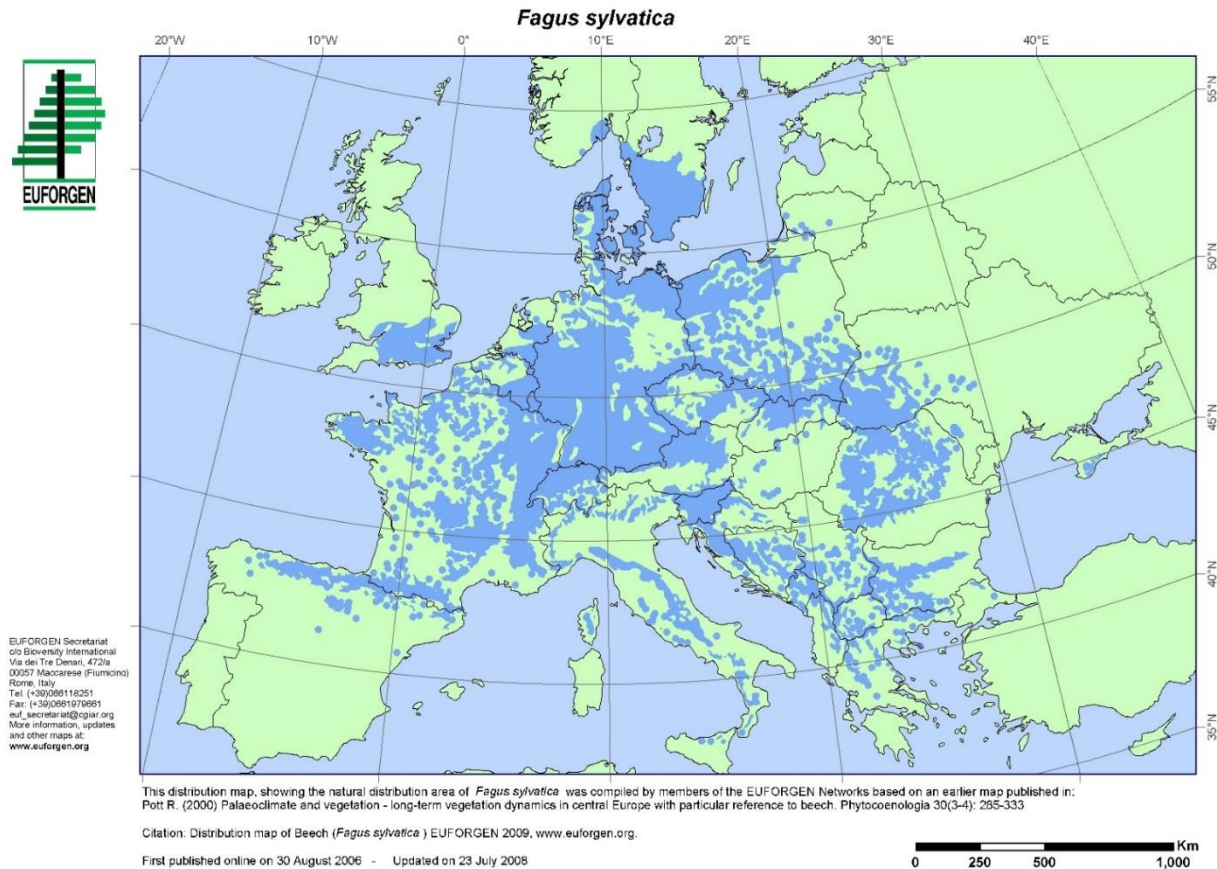 Fagus sylvatica
20°W 10°W 0° 10°E 20°E 30°E 40°E
EUFORGEN
55°N
50°N
45°N
40°N
35°N
EUFORGEN Secretariat
c/o Bioversity International
Via dei Tre Denari, 472/a
00057 Maccarese (Fiumicino)
Rome, Italy
Tel. (+39)066118251
Fax: (+39)0661979661
euf_secretariat@cgiar.org
More information, updates
and other maps at:
www.euforgen.org
This distribution map, showing the natural distribution area of Fagus sylvatica was compiled by members of the EUFORGEN Networks based on an earlier map published in:
Pott R. (2000) Palaeoclimate and vegetation - long-term vegetation dynamics in central Europe with particular reference to beech. Phytocoenologia 30(3-4): 285-333
Citation: Distribution map of Beech (Fagus sylvatica ) EUFORGEN 2009, www.euforgen.org.
First published online on 30 August 2006 - Updated on 23 July 2008
Km
0 250 500 1,000